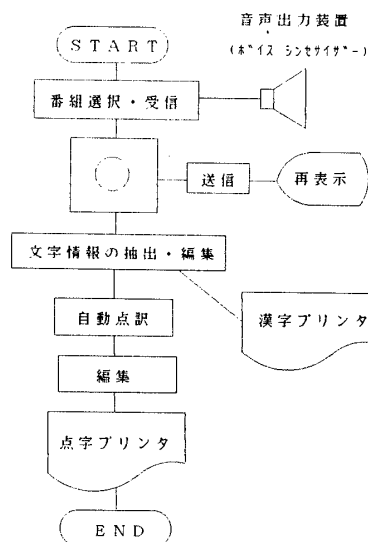 音声出力装置
(ボイス シンセサイザー)
START
番組選択・受信
送信
再表示
文字情報の抽出・編集
自動点訳
漢字プリンタ
編集
点字プリンタ
END